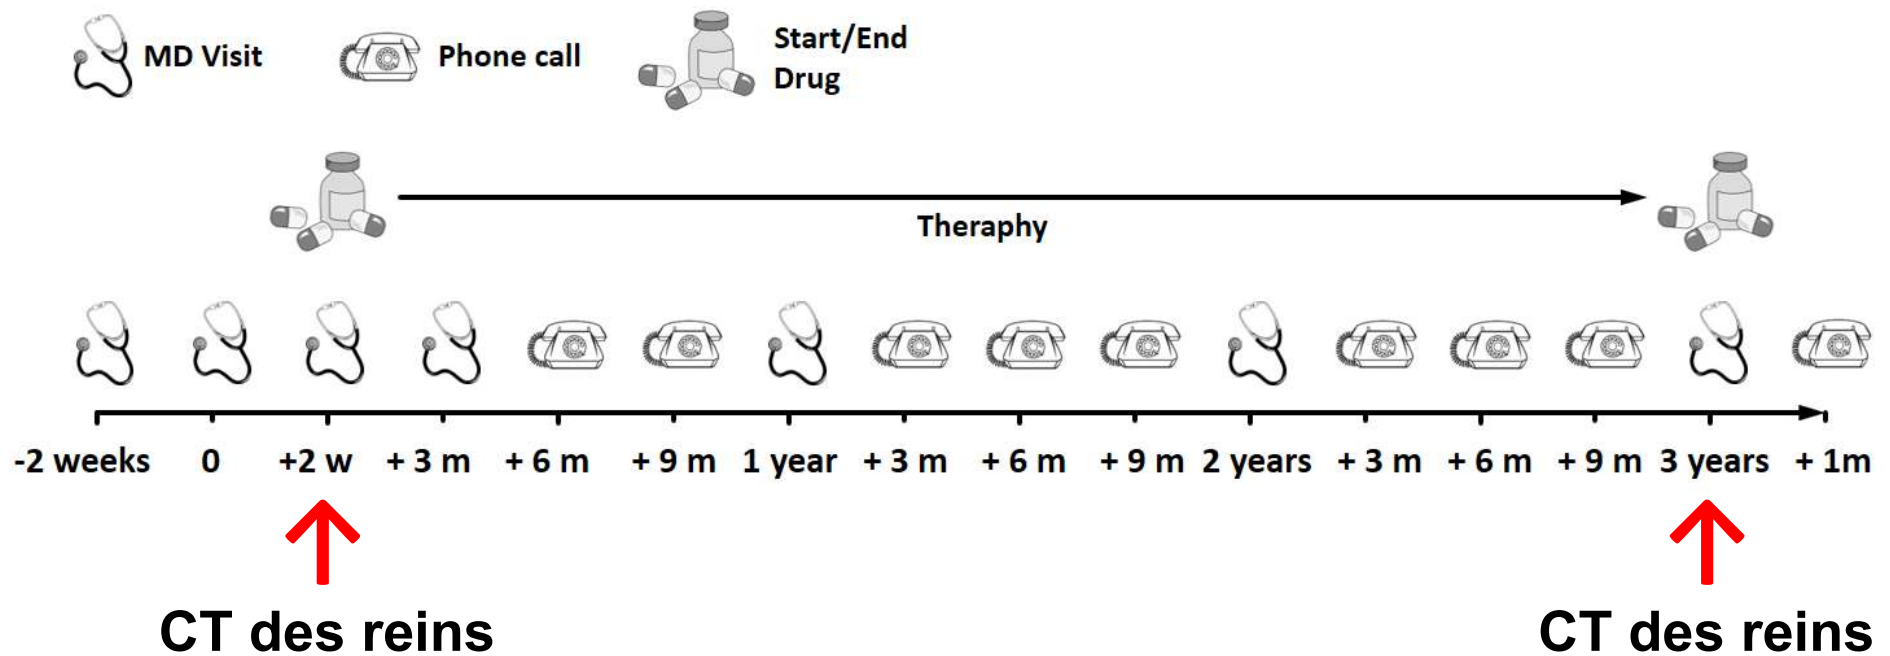 MD Visit
Phone call
Start/End
Drug
Theraphy
-2 weeks 0 +2 w + 3 m + 6 m + 9 m 1 year + 3 m + 6 m + 9 m 2 years + 3 m + 6 m + 9 m 3 years + 1m
CT des reins CT des reins